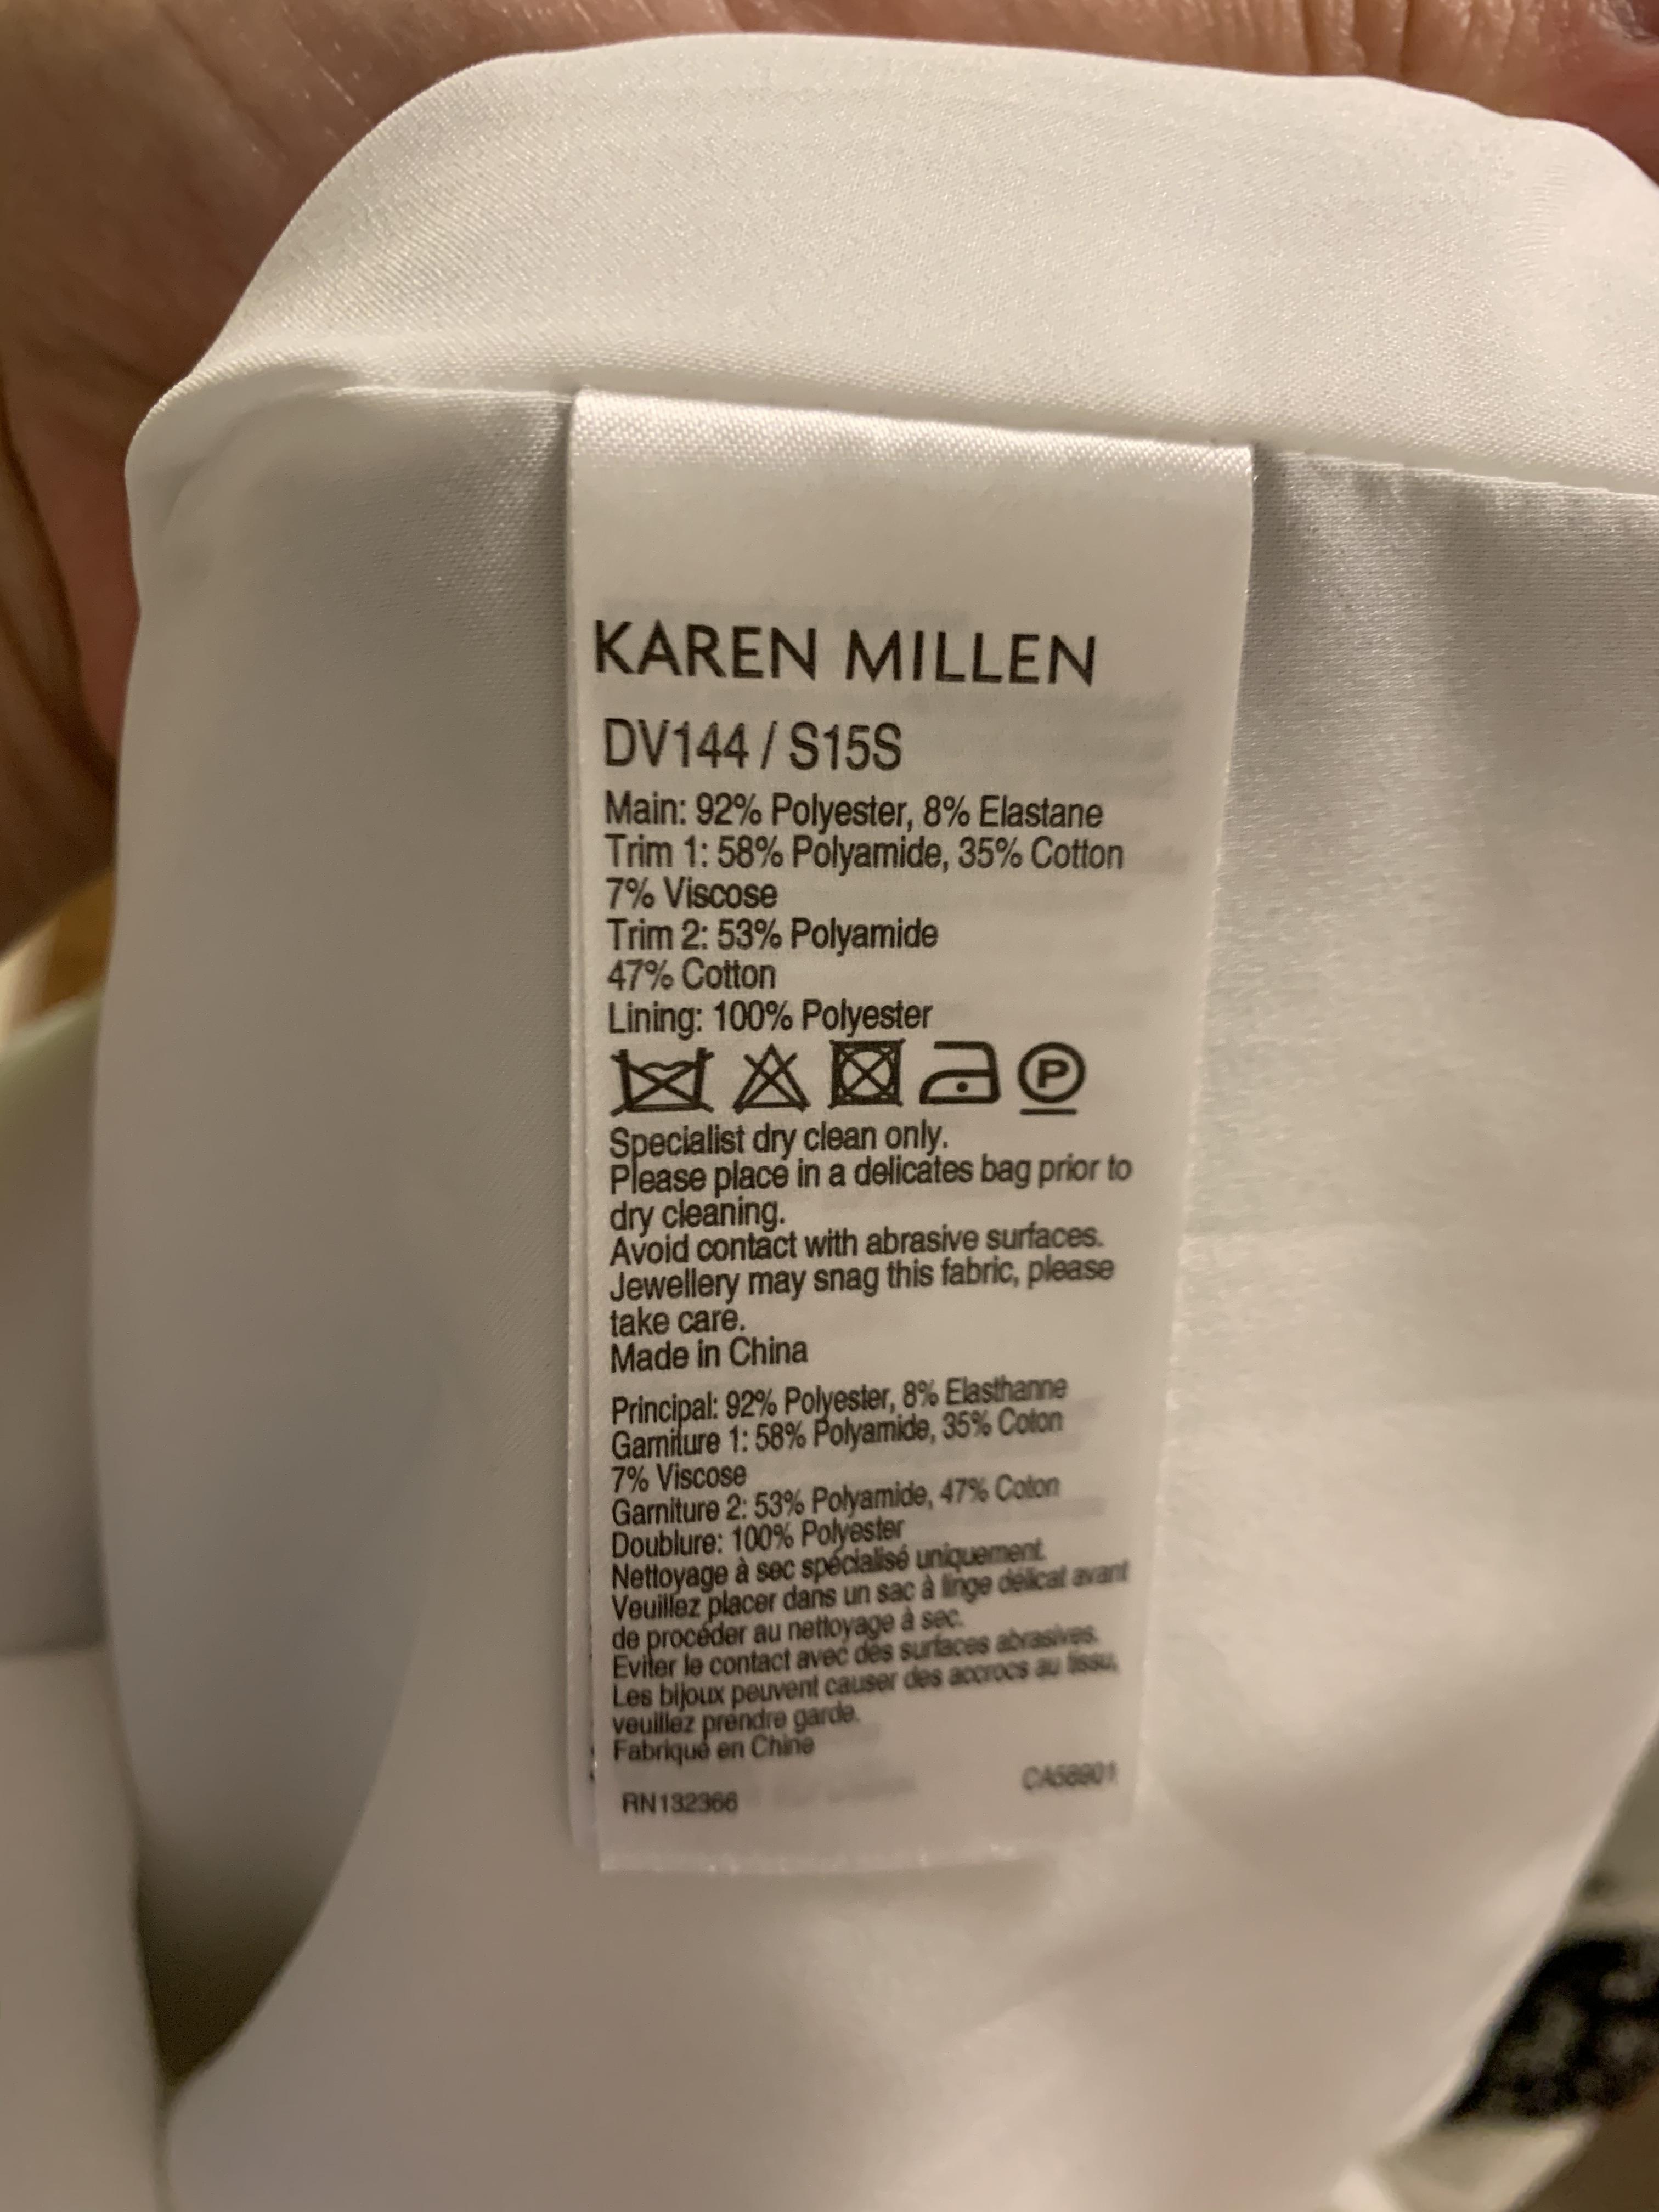 KAREN MILLEN
DV144 / S15S
Main: 92% Polyester, 8% Elastane
Trim 1: 58% Polyamide, 35% Cotton
7% Viscose
Trim 2: 53% Polyamide
47% Cotton
Lining: 100% Polyester
P
Specialist dry clean only.
Please place in a delicates bag prior to
dry cleaning.
Avoid contact with abrasive surfaces.
Jewellery may snag this fabric, please
take care.
Made in China
Principal: 92% Polyester, 8% Elasthanne
Garniture 1: 58% Polyamide, 35% Coton
7% Viscose
Garniture 2: 53% Polyamide, 47% Coton
Doublure: 100% Polyester
Nettoyage à sec spécialisé uniquement.
Veuillez placer dans un sac à linge délicat avant
de procéder au nettoyage à sec.
Eviter le contact avec des surfaces abrasives.
Les bijoux peuvent causer des accrocs au tissu,
veuillez prendre garde.
Fabriqué en Chine
RN132366 CA58901